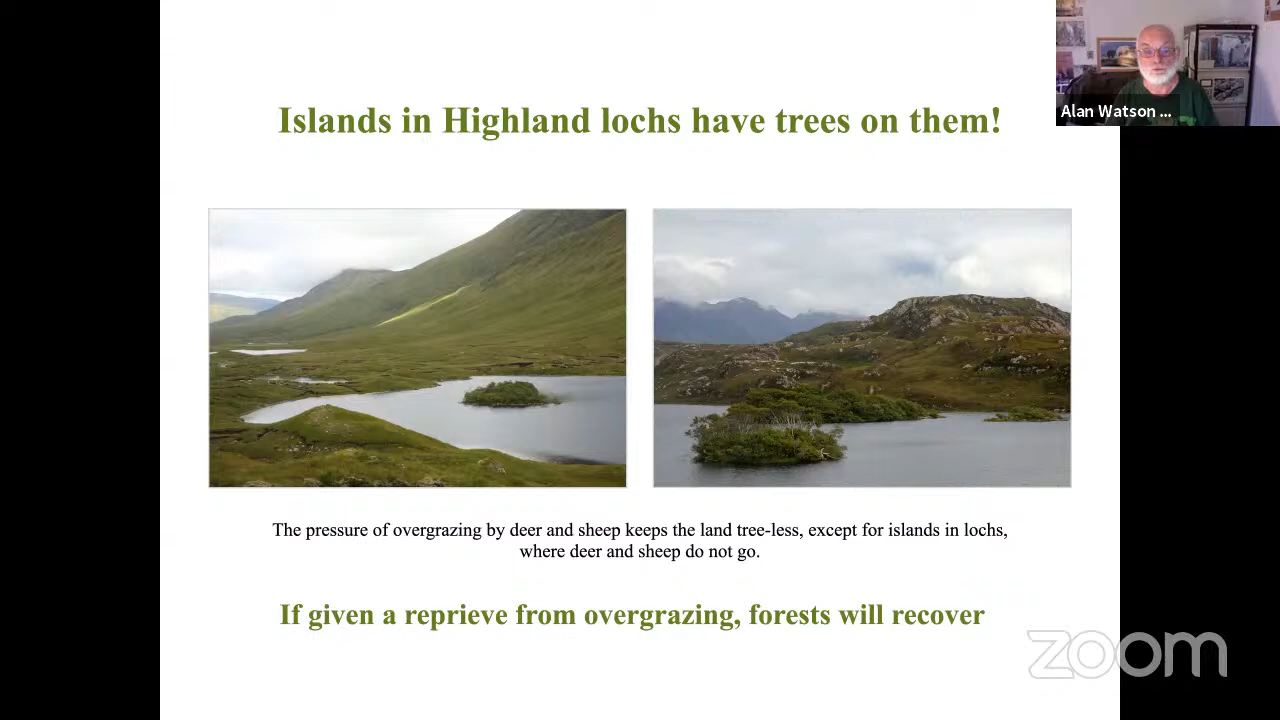 Islands in Highland lochs have trees on them!
Alan Watson ...
The pressure of overgrazing by deer and sheep keeps the land tree-less, except for islands in lochs,
where deer and sheep do not go.
If given a reprieve from overgrazing, forests will recover
zoom